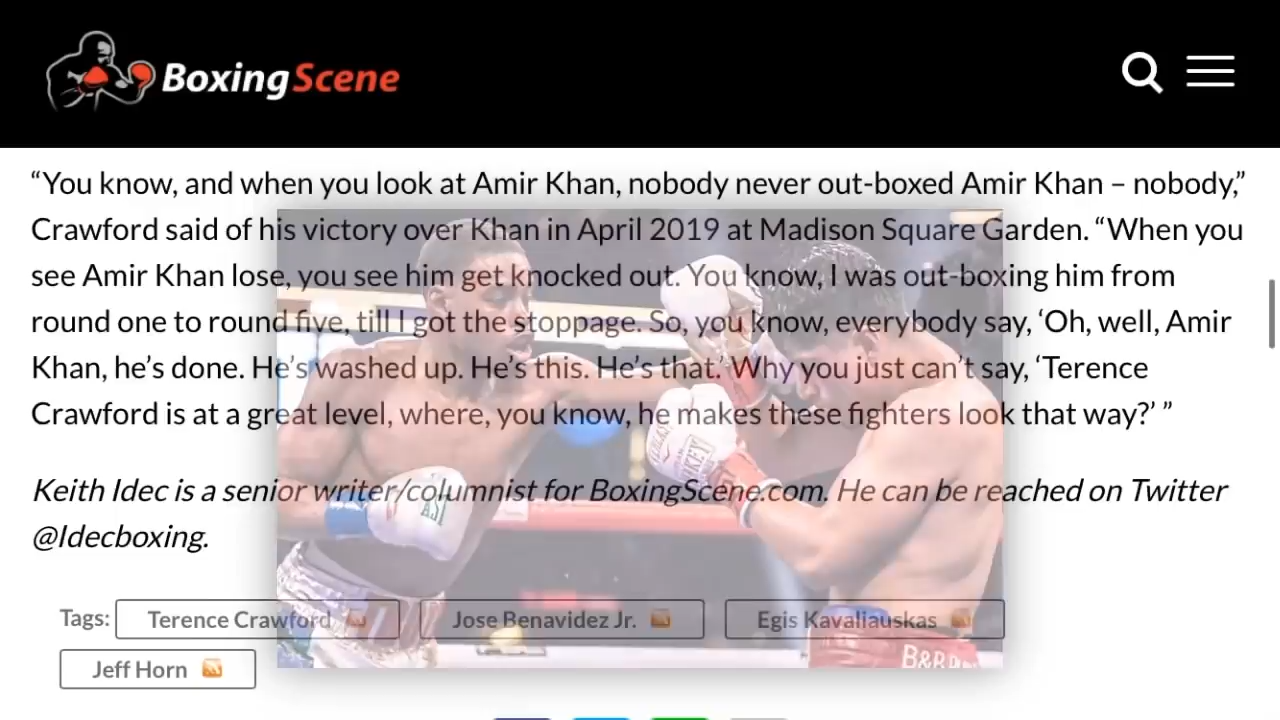 BoxingScene
“You know, and when you look at Amir Khan, nobody never out-boxed Amir Khan – nobody,”
Crawford said of his victory over Khan in April 2019 at Madison Square Garden. “When you
see Amir Khan lose, you see him get knocked out. You know, I was out-boxing him from
round one to round five, till I got the stoppage. So, you know, everybody say, ‘Oh, well, Amir
Khan, he’s done. He’s washed up. He’s this. He’s that.’ Why you just can’t say, ‘Terence
Crawford is at a great level, where, you know, he makes these fighters look that way?’ ”
Keith Idec is a senior writer/columnist for BoxingScene.com. He can be reached on Twitter
@Idecboxing.
Tags: Terence Crawford Jose Benavidez Jr. Egis Kavaliauskas
Jeff Horn